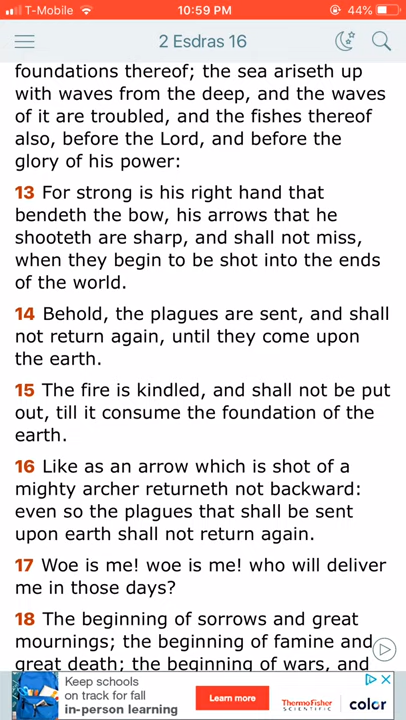 T-Mobile 10:59 PM 44%
2 Esdras 16
foundations thereof; the sea ariseth up
with waves from the deep, and the waves
of it are troubled, and the fishes thereof
also, before the Lord, and before the
glory of his power:
13 For strong is his right hand that
bendeth the bow, his arrows that he
shooteth are sharp, and shall not miss,
when they begin to be shot into the ends
of the world.
14 Behold, the plagues are sent, and shall
not return again, until they come upon
the earth.
15 The fire is kindled, and shall not be put
out, till it consume the foundation of the
earth.
16 Like as an arrow which is shot of a
mighty archer returneth not backward:
even so the plagues that shall be sent
upon earth shall not return again.
17 Woe is me! woe is me! who will deliver
me in those days?
18 The beginning of sorrows and great
mournings; the beginning of famine and
great death; the beginning of wars, and
Keep schools
on track for fall
in-person learning
Learn more
ThermoFisher
SCIENTIFIC
color